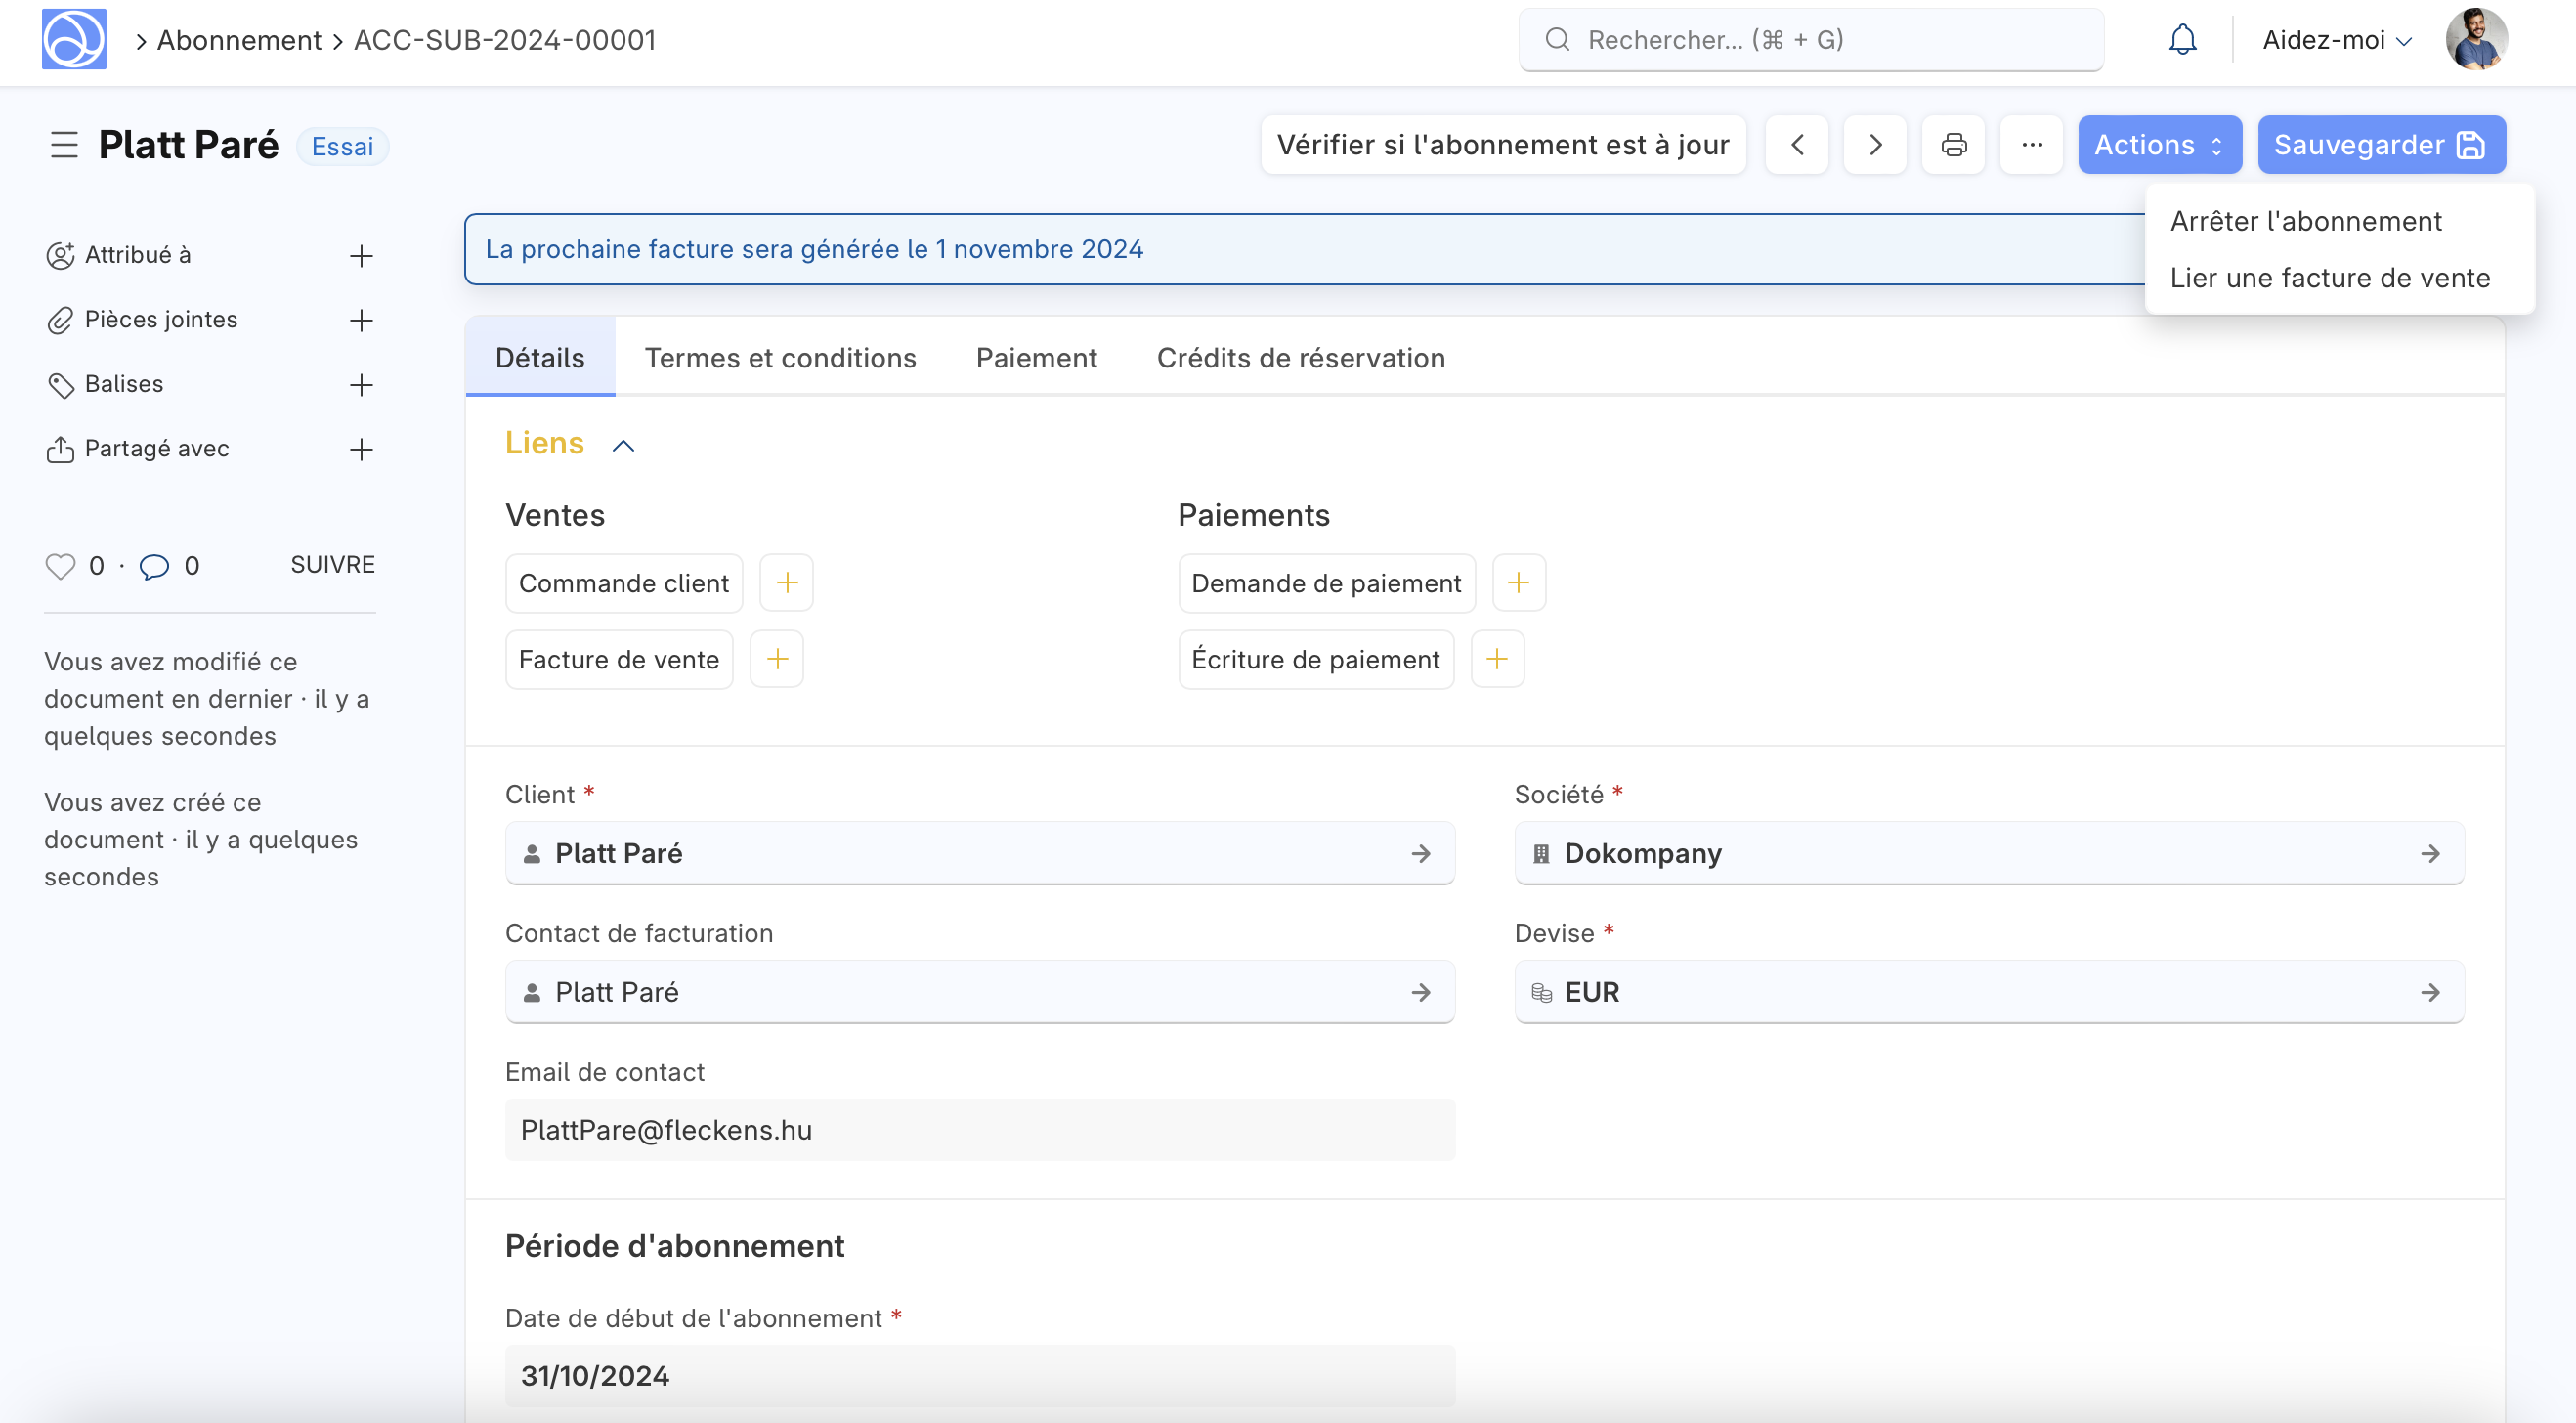 Abonnement
ACC-SUB-2024-00001
Rechercher... (⌘ + G)
Aidez-moi
Platt Paré
Essai
Vérifier si l'abonnement est à jour
...
Actions
Sauvegarder
Arrêter l'abonnement
Lier une facture de vente
Attribué à
Pièces jointes
Balises
Partagé avec
0 · 0
SUIVRE
Vous avez modifié ce
document en dernier · il y a
quelques secondes
Vous avez créé ce
document · il y a quelques
secondes
La prochaine facture sera générée le 1 novembre 2024
Détails
Termes et conditions
Paiement
Crédits de réservation
Liens
Ventes
Commande client
Facture de vente
Paiements
Demande de paiement
Écriture de paiement
Client *
Platt Paré
Société *
Dokompany
Contact de facturation
Platt Paré
Devise *
EUR
Email de contact
PlattPare@fleckens.hu
Période d'abonnement
Date de début de l'abonnement *
31/10/2024